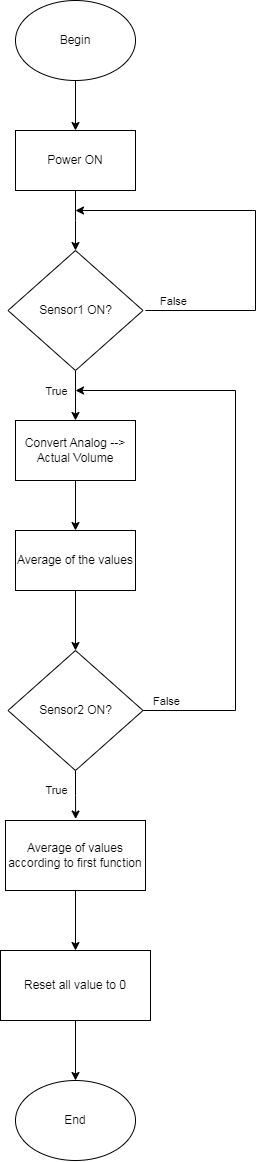 Begin
Power ON
Sensor1 ON?
False
True
Convert Analog -->
Actual Volume
Average of the values
Sensor2 ON?
False
True
Average of values
according to first function
Reset all value to 0
End